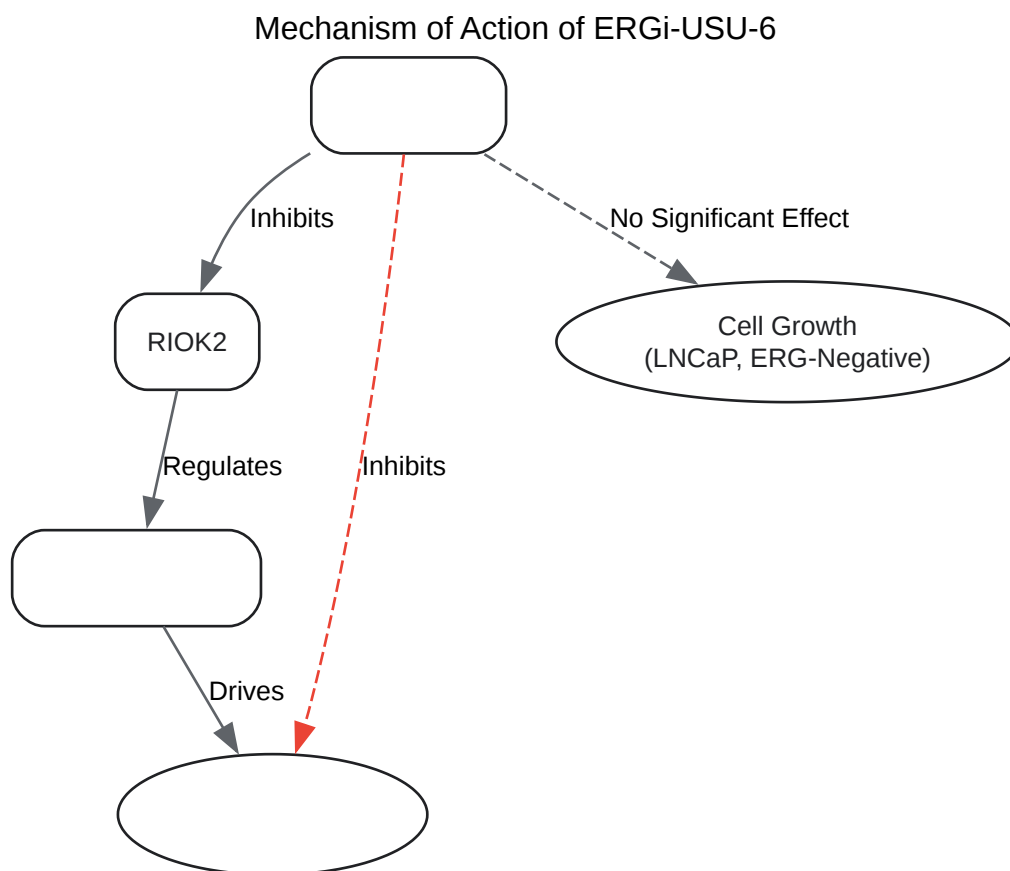 Mechanism of Action of ERGi-USU-6
Inhibits
No Significant Effect
RIOK2
Cell Growth
(LNCaP, ERG-Negative)
Regulates
Inhibits
Drives